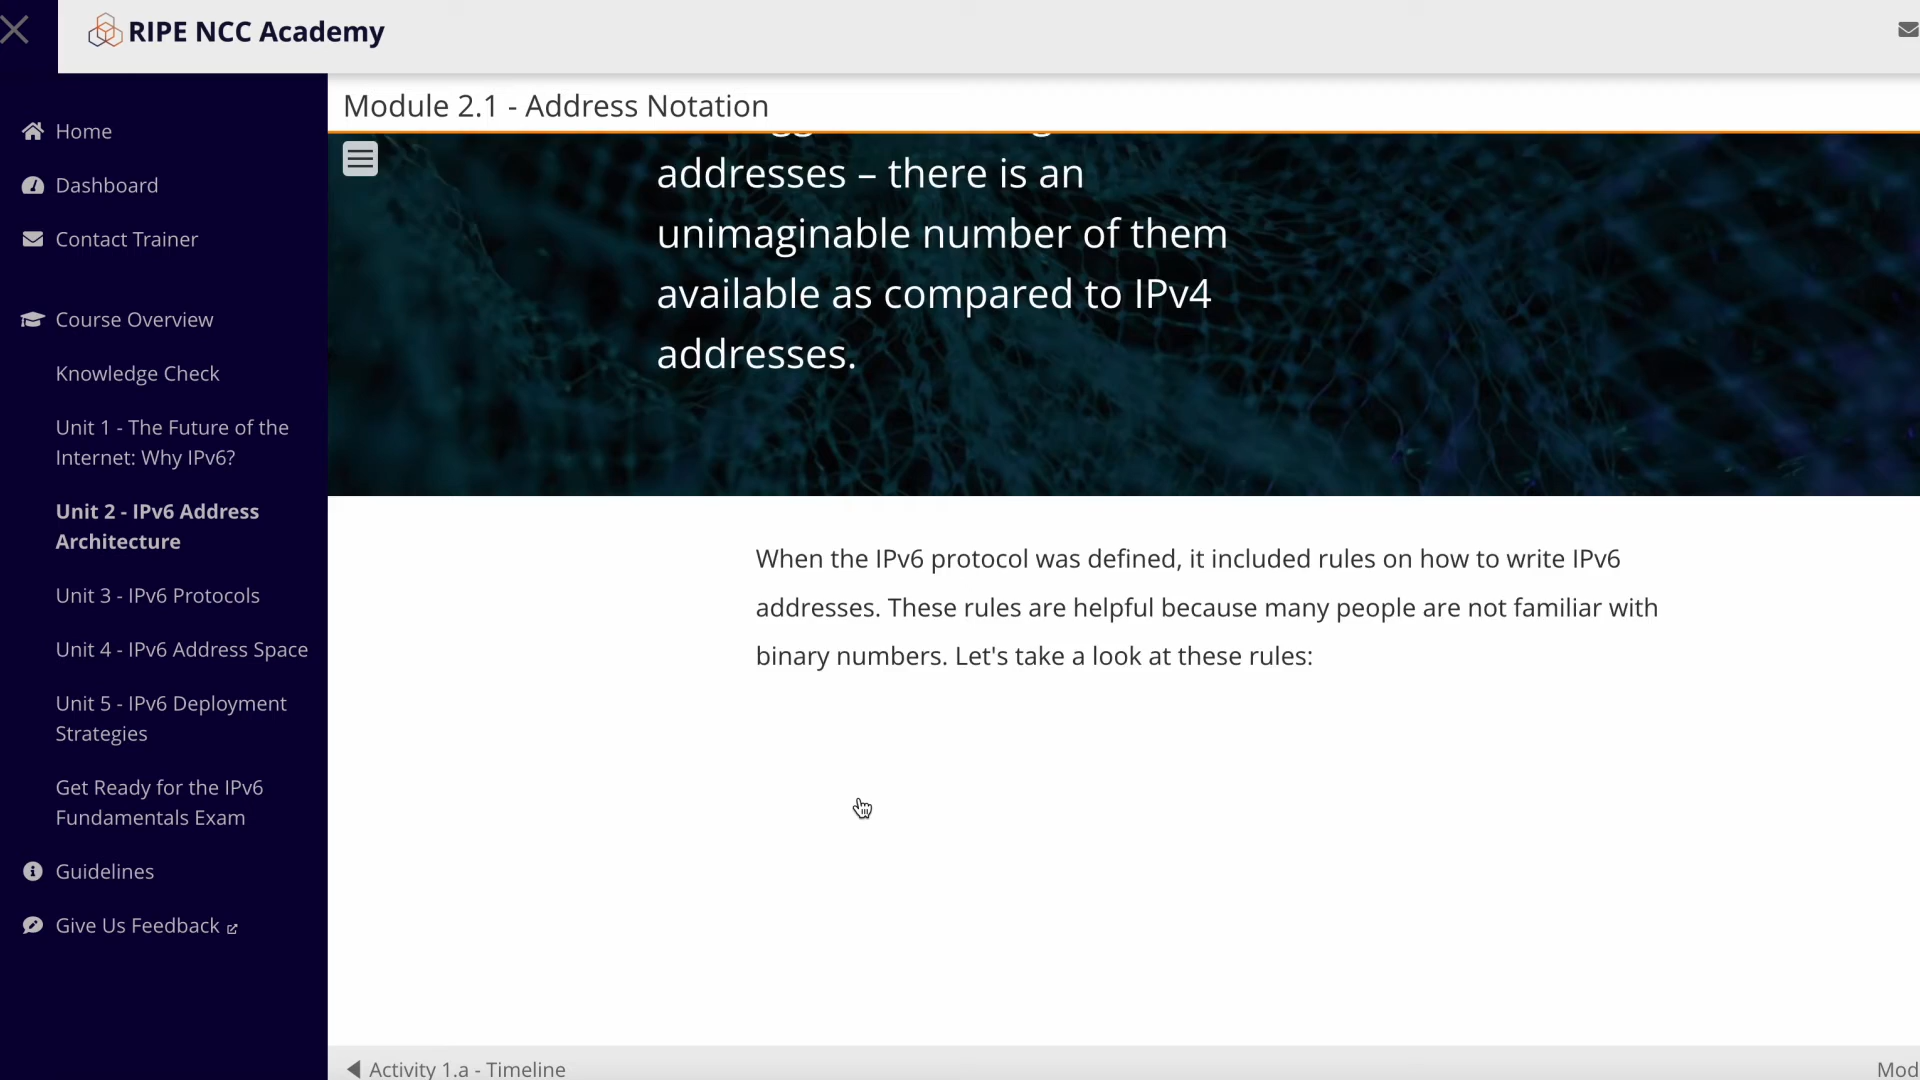 RIPE NCC Academy
Home
Dashboard
Contact Trainer
Course Overview
Knowledge Check
Unit 1 - The Future of the
Internet: Why IPv6?
Unit 2 - IPv6 Address
Architecture
Unit 3 - IPv6 Protocols
Unit 4 - IPv6 Address Space
Unit 5 - IPv6 Deployment
Strategies
Get Ready for the IPv6
Fundamentals Exam
Guidelines
Give Us Feedback
Module 2.1 - Address Notation
addresses – there is an
unimaginable number of them
available as compared to IPv4
addresses.
When the IPv6 protocol was defined, it included rules on how to write IPv6
addresses. These rules are helpful because many people are not familiar with
binary numbers. Let's take a look at these rules:
Activity 1.a - Timeline
Mod